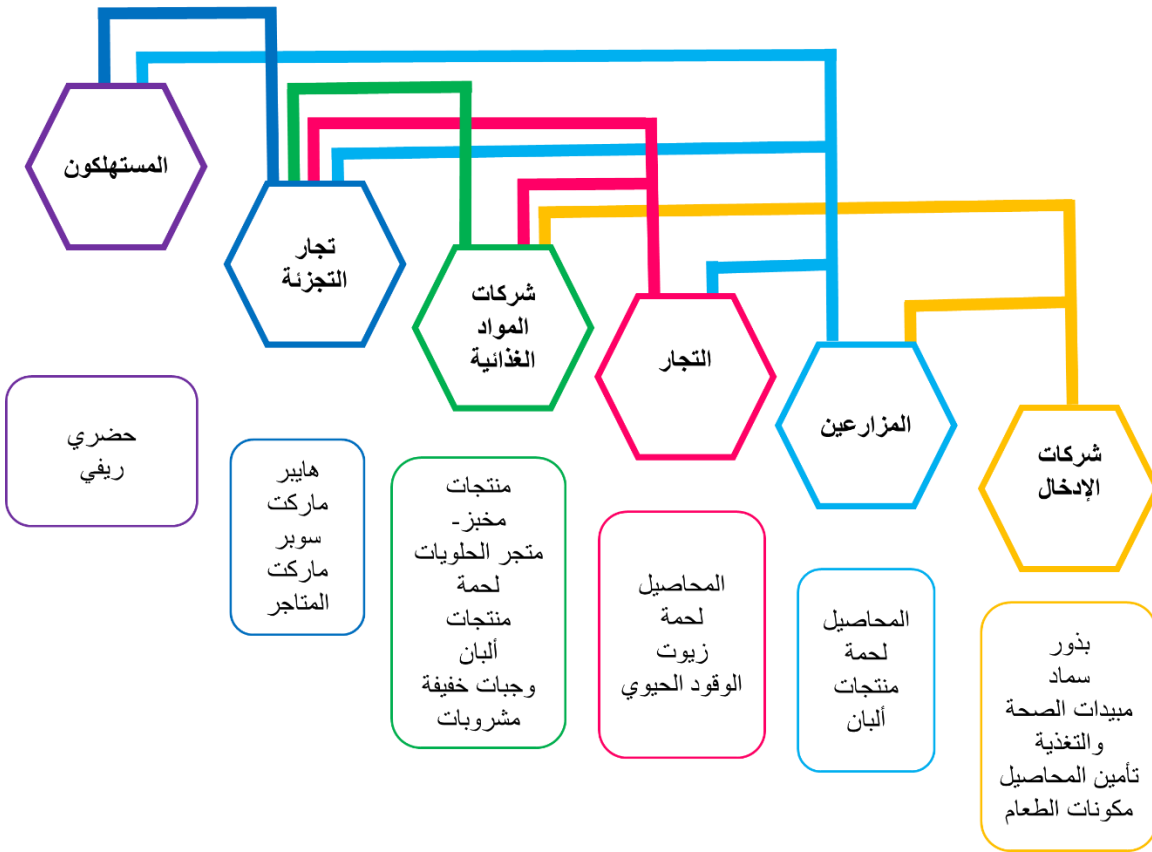 المستهلكون
تجار
التجزئة
شركات
المواد
الغذائية
التجار
المزارعين
شركات
الإدخال
حضري
ريفي
هايبر
ماركت
سوبر
ماركت
المتاجر
منتجات
مخبز-
متجر الحلويات
لحمة
منتجات
ألبان
وجبات خفيفة
مشروبات
المحاصيل
لحمة
زيوت
الوقود الحيوي
المحاصيل
لحمة
منتجات
ألبان
بذور
سماد
مبيدات الصحة
والتغذية
تأمين المحاصيل
مكونات الطعام